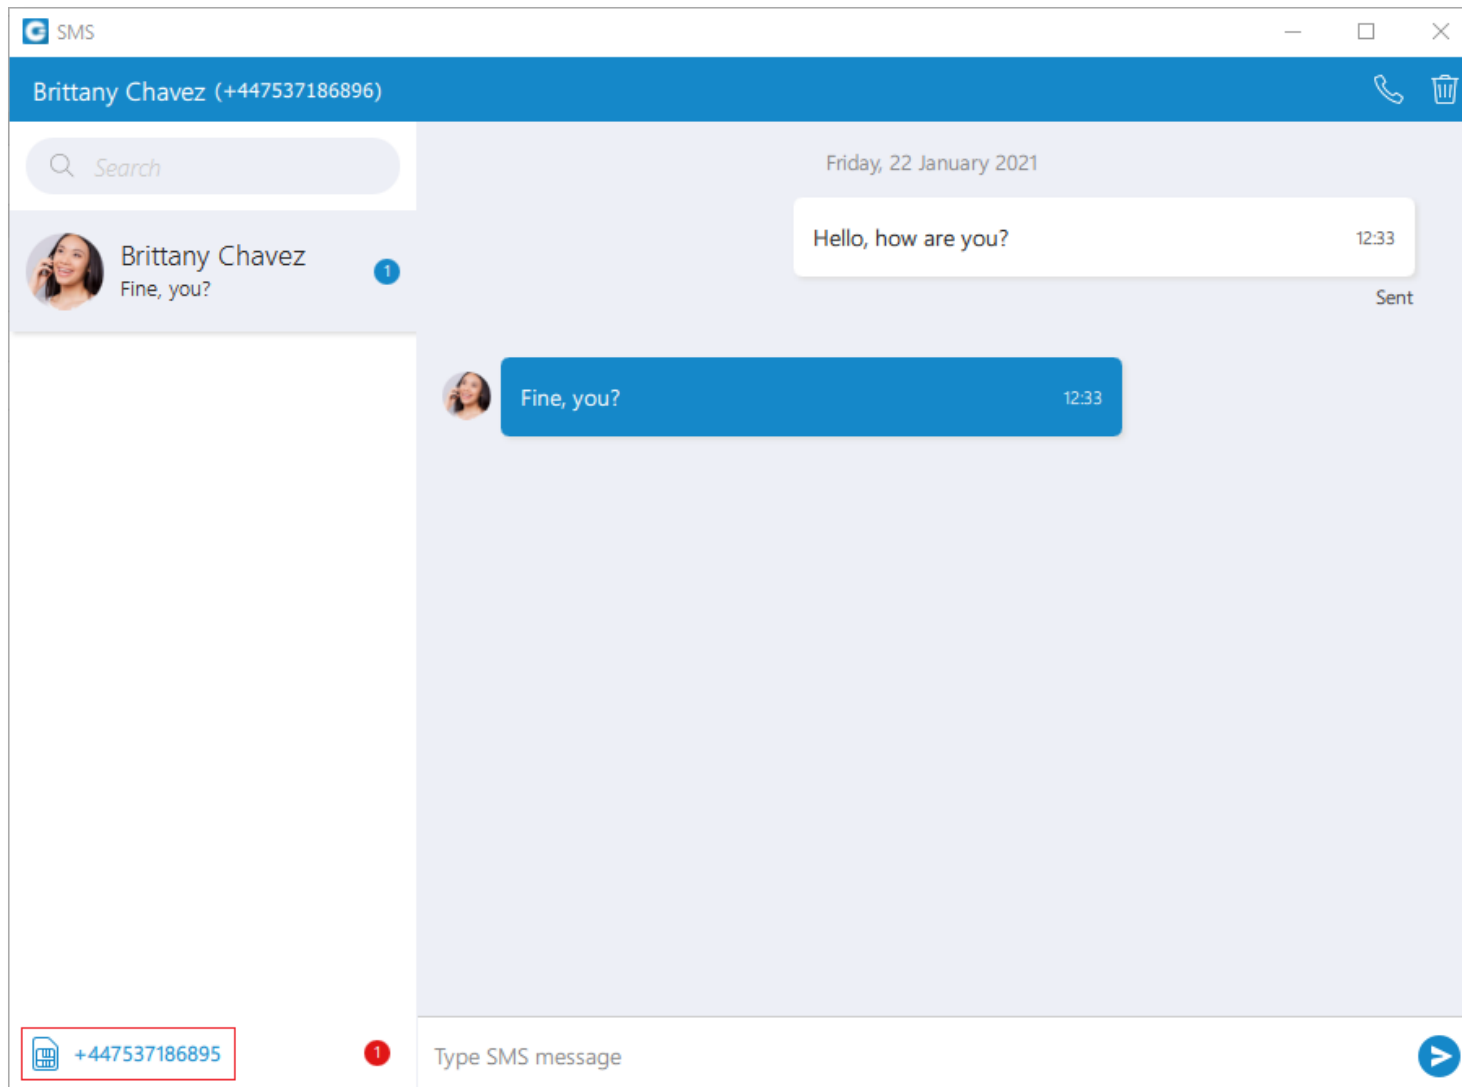 SMS
Brittany Chavez (+447537186896)
Search
Brittany Chavez
Fine, you?
1
Friday, 22 January 2021
Hello, how are you? 12:33
Sent
Fine, you? 12:33
+447537186895
1
Type SMS message